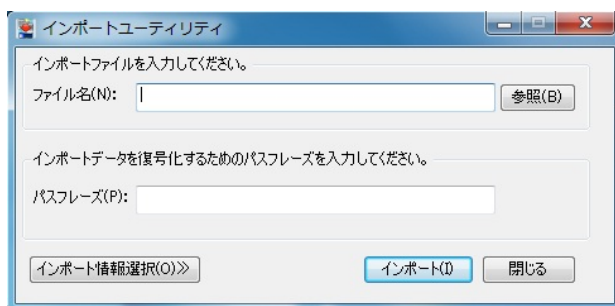 インポートユーティリティ
インポートファイルを入力してください。
ファイル名(N):
参照(B)
インポートデータを復号化するためのパスフレーズを入力してください。
パスフレーズ(P):
インポート情報選択(O)≫
インポート(I)
閉じる